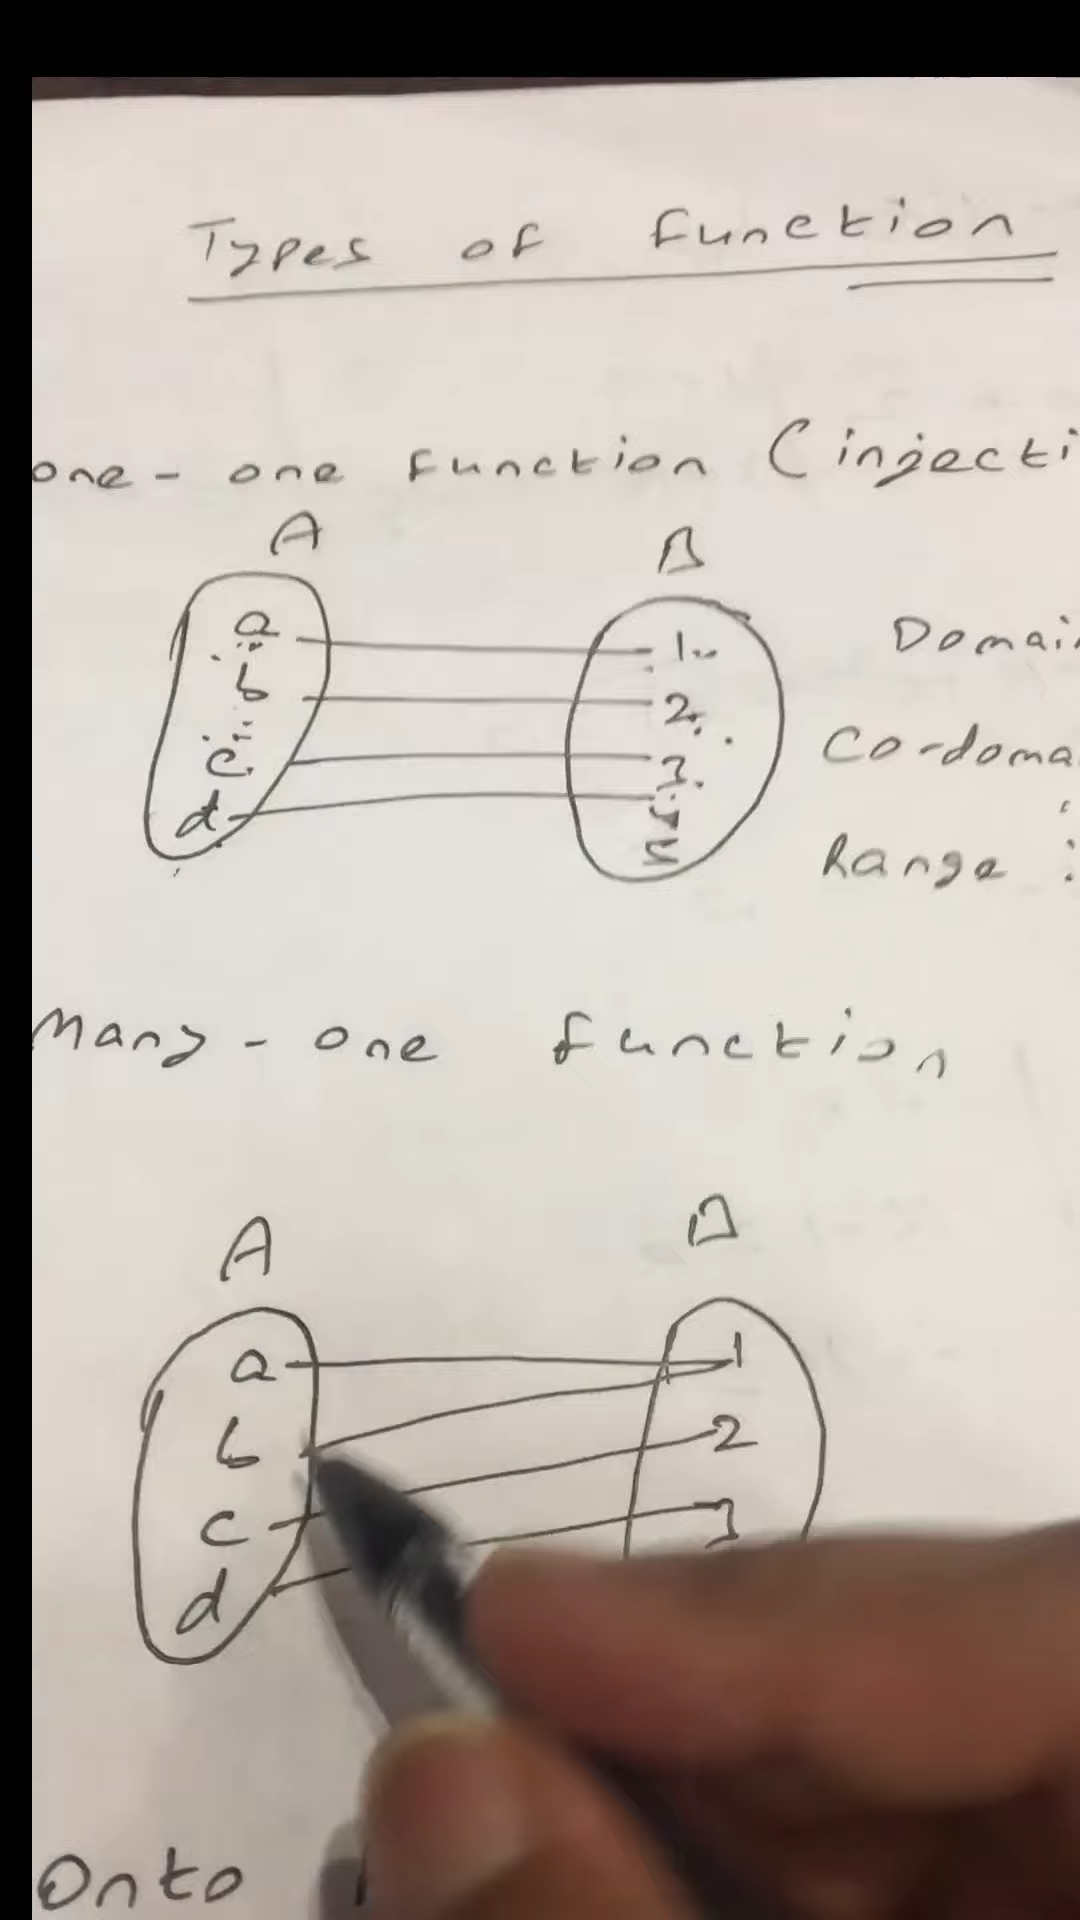 Types of function
one - one function (injecti
A B
a 1
b 2 Domain
c 3 Co-doma
d 4
5 Range :
Many - one function
A B
a 1
b 2
c 3
d
Onto